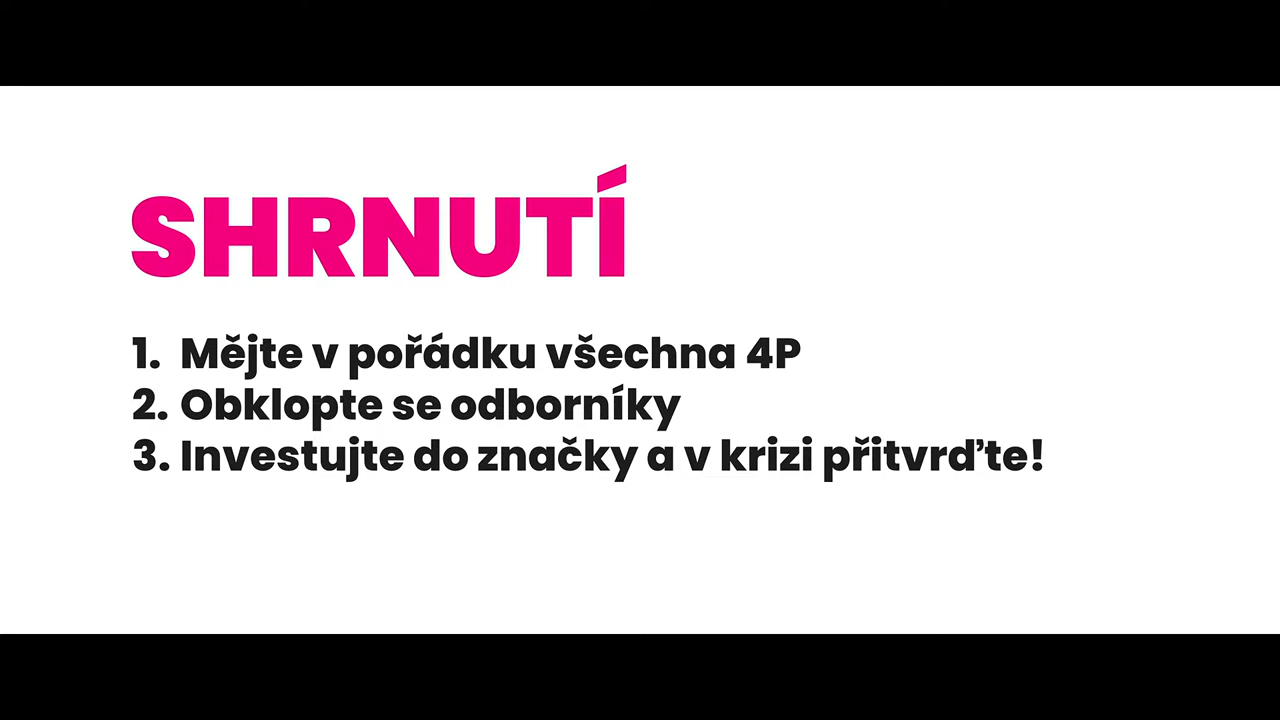 SHRNUTÍ
1. Mějte v pořádku všechna 4P
2. Obklopte se odborníky
3. Investujte do značky a v krizi přitvrďte!